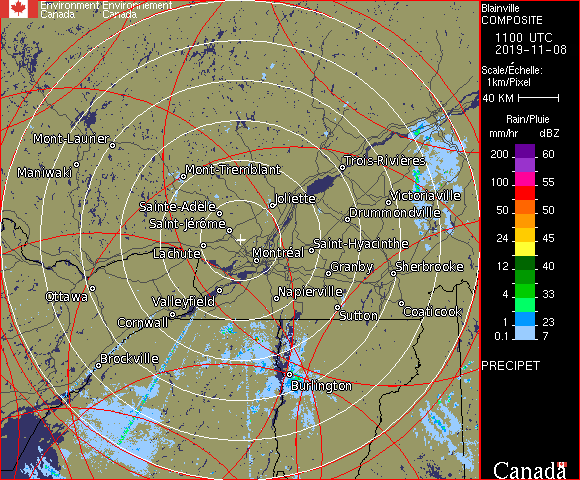 Environment Environnement
Canada Canada
Blainville
COMPOSITE
1100 UTC
2019-11-08
Scale/Échelle:
1km/Pixel
40 KM
Rain/Pluie
mm/hr dBZ
200 60
100 55
50 50
24 45
12 40
4 33
1 23
0.1 7
PRECIPET
Canada
Mont-Laurier
Maniwaki
Mont-Tremblant
Trois-Rivières
Sainte-Adèle
Joliette
Victoriaville
Saint-Jérôme
Drummondville
Lachute
Montréal
Saint-Hyacinthe
Granby
Sherbrooke
Ottawa
Valleyfield
Napierville
Cornwall
Sutton
Coaticook
Brockville
Burlington